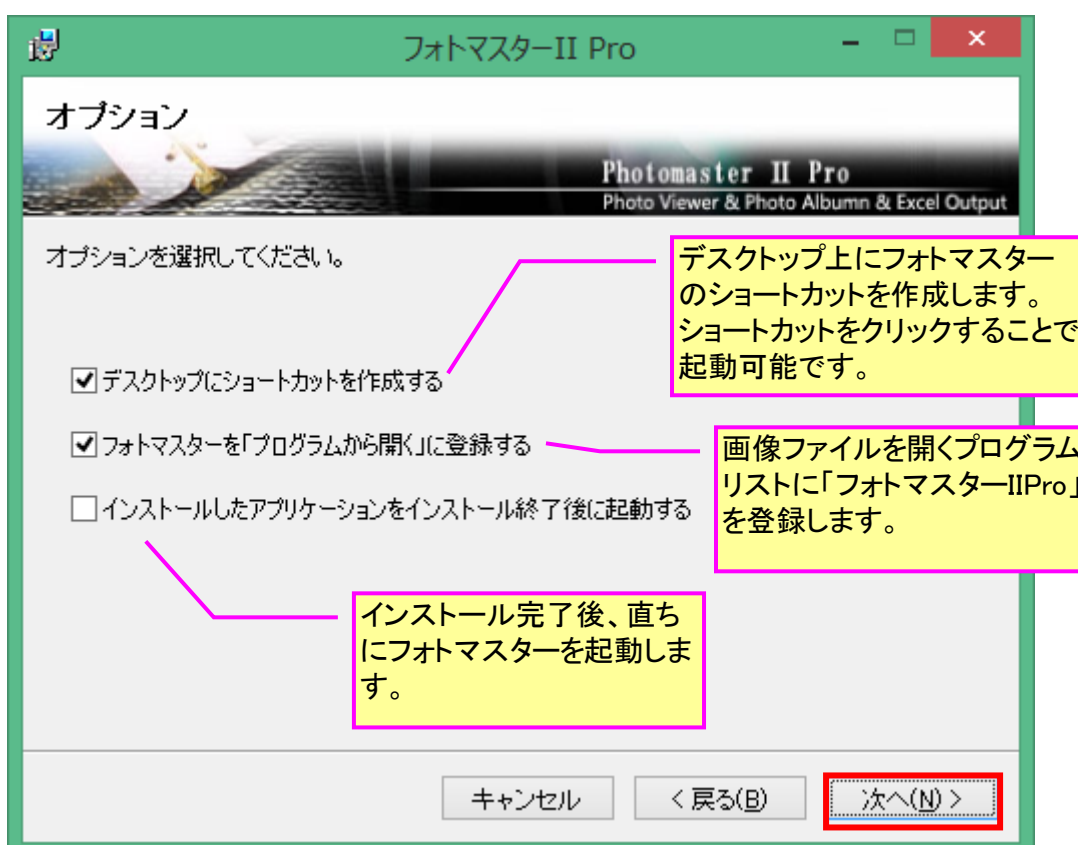 フォトマスターII Pro
オプション
Photomaster II Pro
Photo Viewer & Photo Albumn & Excel Output
オプションを選択してください。
デスクトップ上にフォトマスター
のショートカットを作成します。
ショートカットをクリックすることで
起動可能です。
デスクトップにショートカットを作成する
フォトマスターを「プログラムから開く」に登録する
画像ファイルを開くプログラム
リストに「フォトマスターIIPro」
を登録します。
インストールしたアプリケーションをインストール終了後に起動する
インストール完了後、直ち
にフォトマスターを起動しま
す。
キャンセル
< 戻る(B)
次へ(N) >